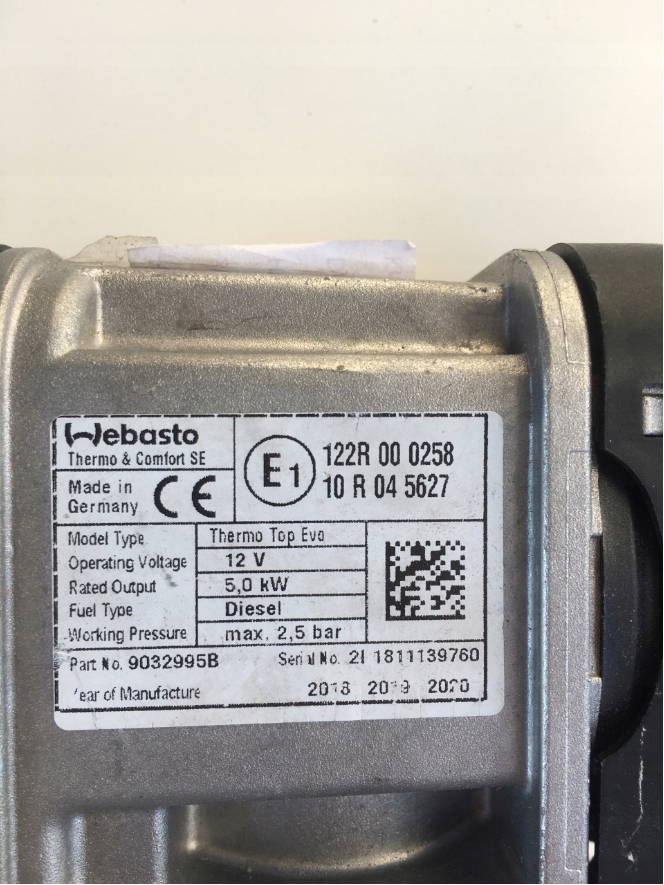 Webasto
Thermo & Comfort SE
Made in
Germany
CE
E1
122R 00 0258
10 R 04 5627
Model Type Thermo Top Evo
Operating Voltage 12 V
Rated Output 5,0 kW
Fuel Type Diesel
Working Pressure max. 2,5 bar
Part No. 9032995B Serial No. 21 1811139760
Year of Manufacture 2018 2019 2020